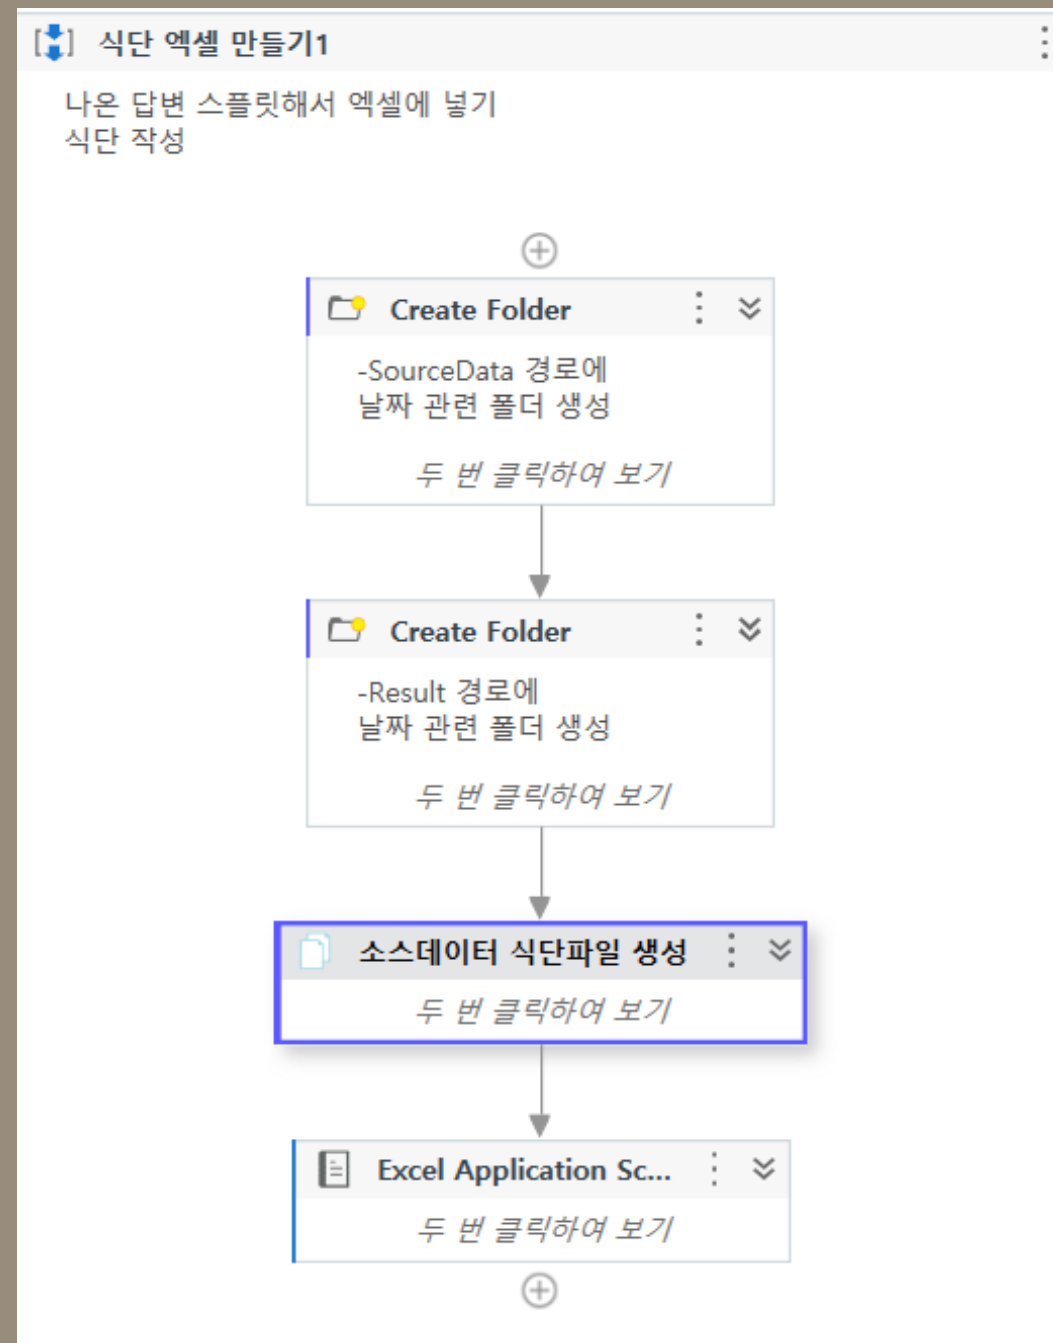 식단 엑셀 만들기1
나온 답변 스플릿해서 엑셀에 넣기
식단 작성
Create Folder
-SourceData 경로에
날짜 관련 폴더 생성
두 번 클릭하여 보기
Create Folder
-Result 경로에
날짜 관련 폴더 생성
두 번 클릭하여 보기
소스데이터 식단파일 생성
두 번 클릭하여 보기
Excel Application Sc...
두 번 클릭하여 보기